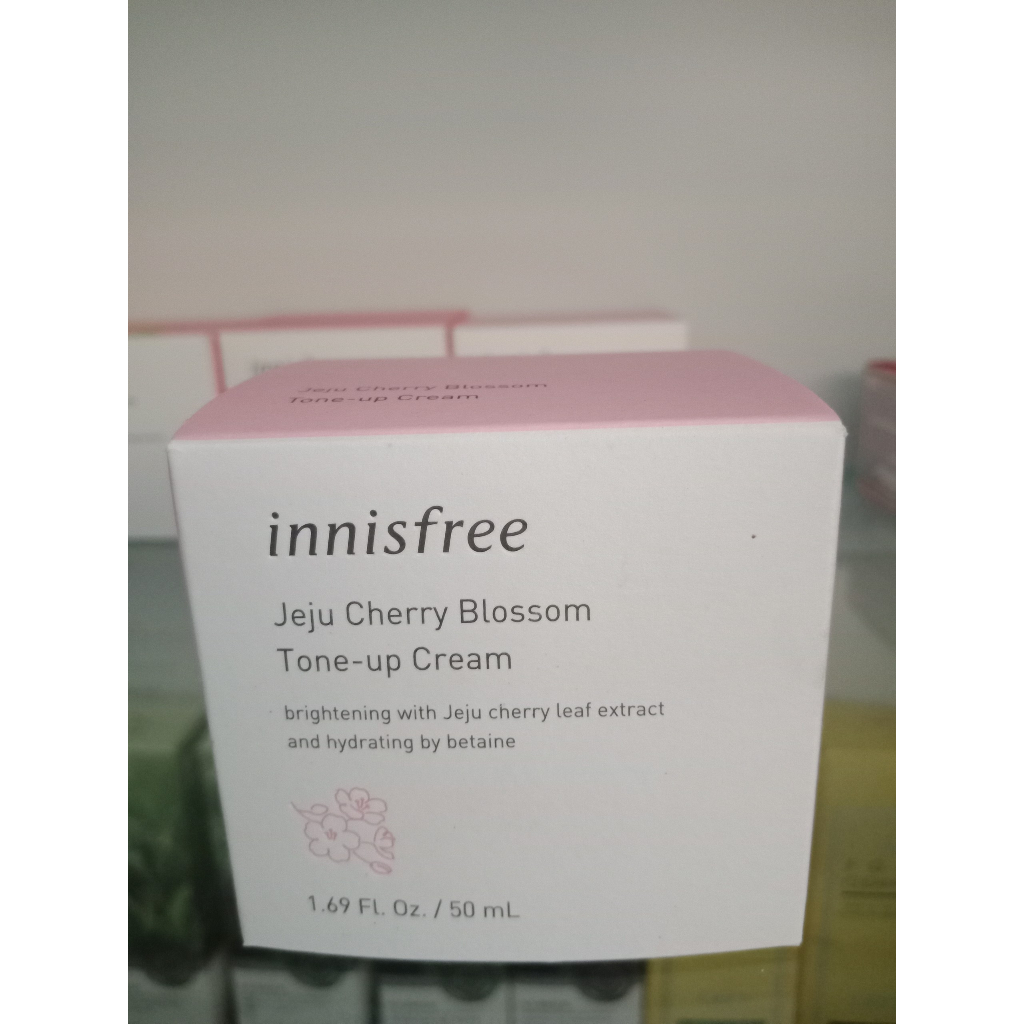 Jeju Cherry Blossom
Tone-up Cream
innisfree
Jeju Cherry Blossom
Tone-up Cream
brightening with Jeju cherry leaf extract
and hydrating by betaine
1.69 Fl. Oz. / 50 mL